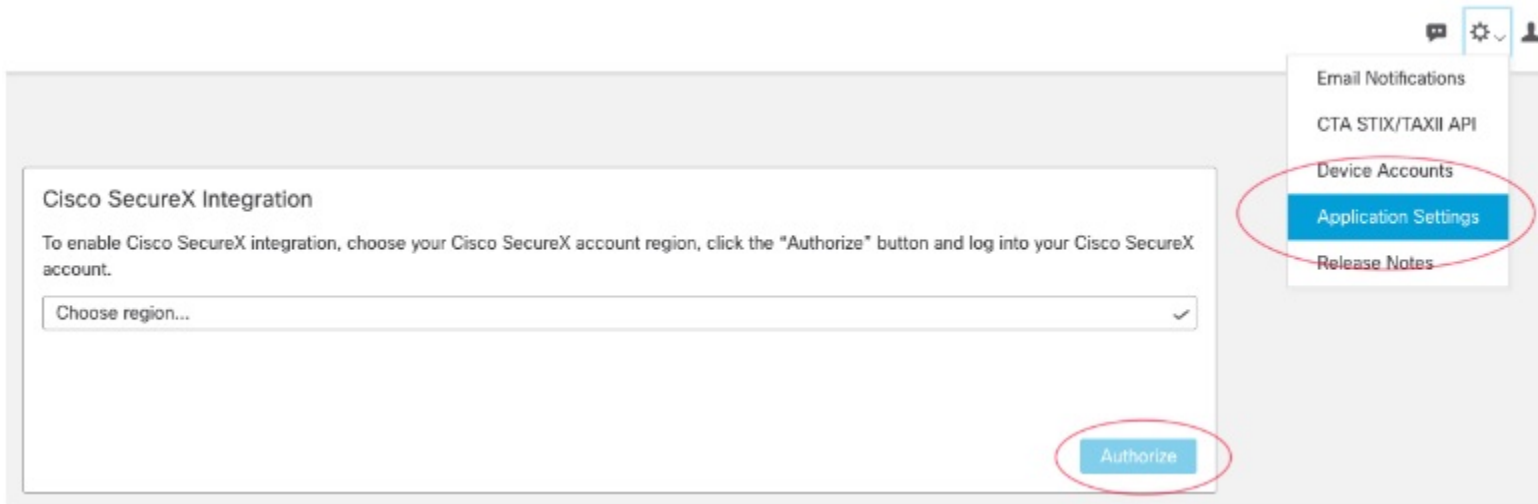 Email Notifications
CTA STIX/TAXII API
Device Accounts
Application Settings
Release Notes
Cisco SecureX Integration
To enable Cisco SecureX integration, choose your Cisco SecureX account region, click the "Authorize" button and log into your Cisco SecureX
account.
Choose region...
Authorize